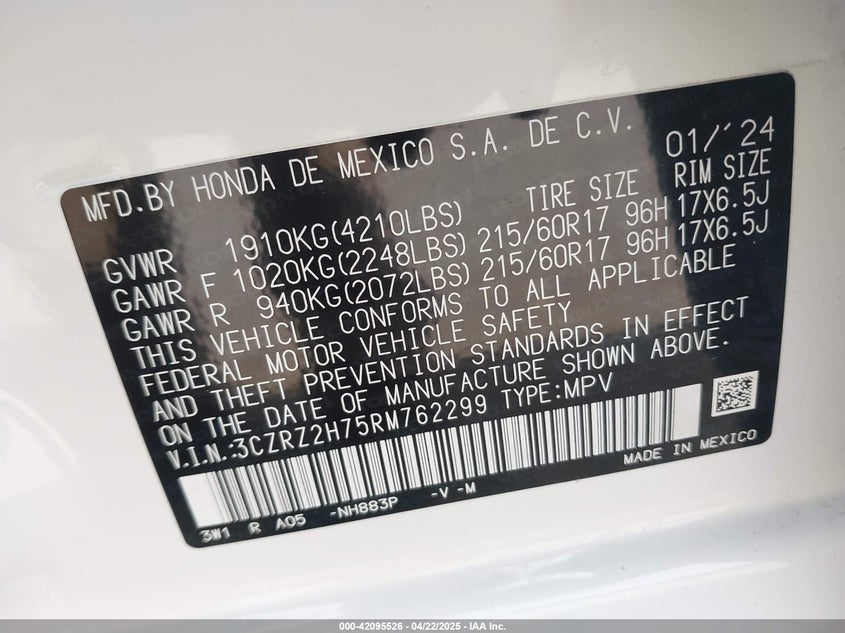 MFD.BY HONDA DE MEXICO S.A. DE C.V. 01/'24
TIRE SIZE RIM SIZE
GVWR 1910KG(4210LBS)
GAWR F 1020KG(2248LBS) 215/60R17 96H 17X6.5J
GAWR R 940KG(2072LBS) 215/60R17 96H 17X6.5J
THIS VEHICLE CONFORMS TO ALL APPLICABLE
FEDERAL MOTOR VEHICLE SAFETY
AND THEFT PREVENTION STANDARDS IN EFFECT
ON THE DATE OF MANUFACTURE SHOWN ABOVE.
V.I.N.:3CZRZ2H75RM762299 TYPE:MPV
MADE IN MEXICO
3W1 R A05 -NH883P -V -M
000-42095526 - 04/22/2025 - IAA Inc.